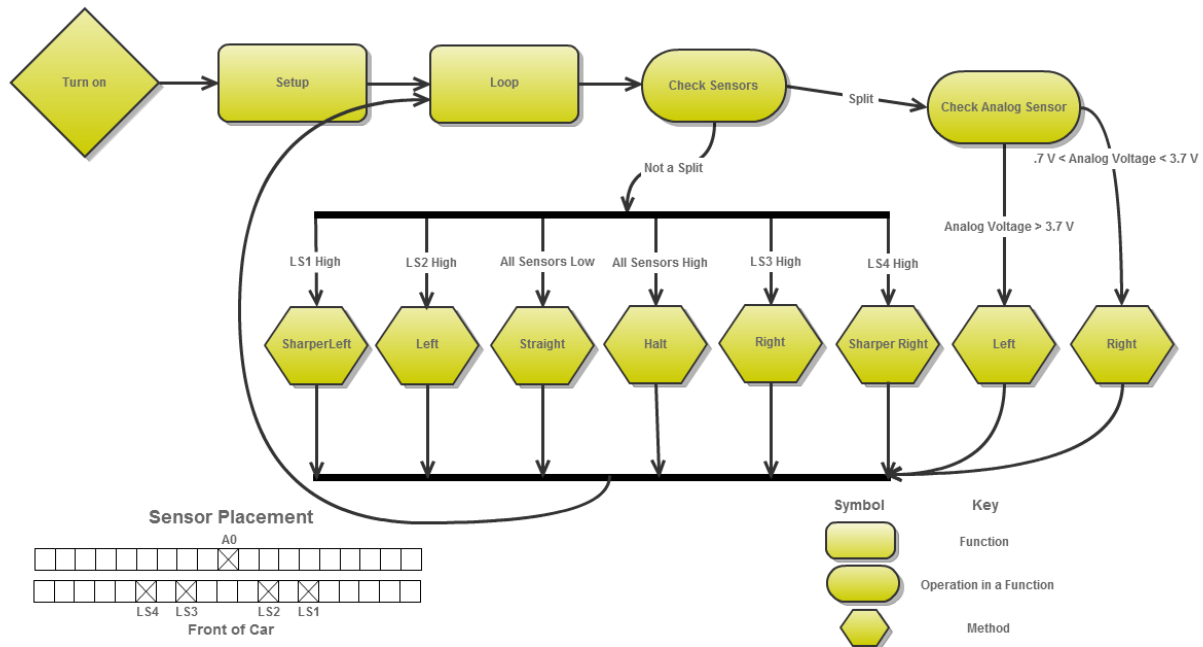 Turn on
Setup
Loop
Check Sensors
Split
Check Analog Sensor
Not a Split
.7 V < Analog Voltage < 3.7 V
Analog Voltage > 3.7 V
LS1 High
LS2 High
All Sensors Low
All Sensors High
LS3 High
LS4 High
SharperLeft
Left
Straight
Halt
Right
Sharper Right
Left
Right
Sensor Placement
A0
LS4
LS3
LS2
LS1
Front of Car
Symbol
Key
Function
Operation in a Function
Method